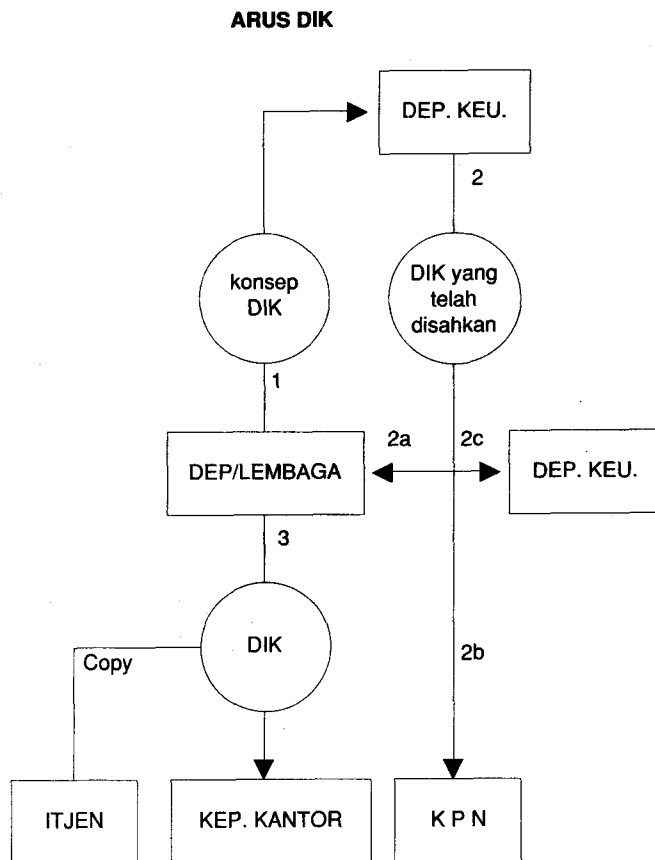 ARUS DIK
DEP. KEU.
2
konsep
DIK
DIK yang
telah
disahkan
1
2a
2c
DEP/LEMBAGA
DEP. KEU.
3
DIK
Copy
2b
ITJEN
KEP. KANTOR
K P N